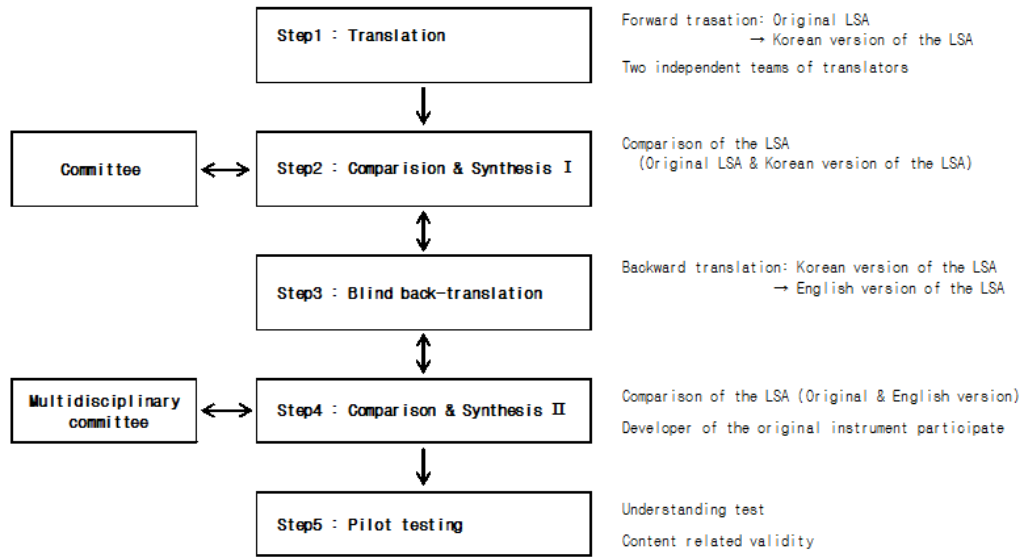 Step1 : Translation
Forward trasation: Original LSA
→ Korean version of the LSA
Two independent teams of translators
Committee
Step2 : Comparision & Synthesis Ⅰ
Comparison of the LSA
(Original LSA & Korean version of the LSA)
Step3 : Blind back-translation
Backward translation: Korean version of the LSA
→ English version of the LSA
Multidisciplinary
committee
Step4 : Comparison & Synthesis Ⅱ
Comparison of the LSA (Original & English version)
Developer of the original instrument participate
Step5 : Pilot testing
Understanding test
Content related validity